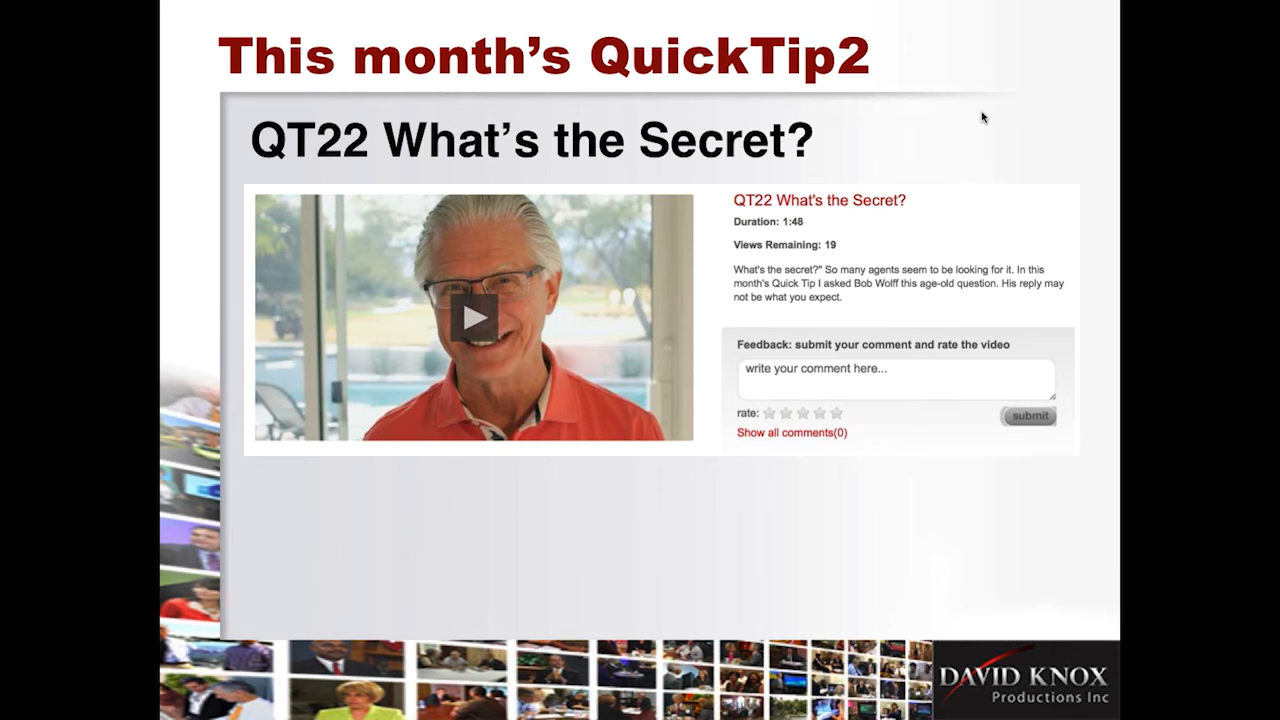 This month’s QuickTip2
QT22 What’s the Secret?
QT22 What's the Secret?
Duration: 1:48
Views Remaining: 19
What's the secret?" So many agents seem to be looking for it. In this
month's Quick Tip I asked Bob Wolff this age-old question. His reply may
not be what you expect.
Feedback: submit your comment and rate the video
write your comment here...
rate:
submit
Show all comments(0)
DAVID KNOX
Productions Inc